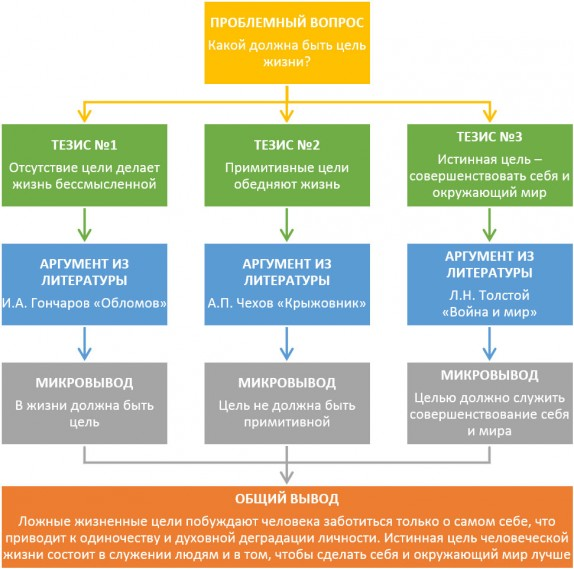 ПРОБЛЕМНЫЙ ВОПРОС
Какой должна быть цель
жизни?
ТЕЗИС №1
Отсутствие цели делает
жизнь бессмысленной
ТЕЗИС №2
Примитивные цели
обедняют жизнь
ТЕЗИС №3
Истинная цель –
совершенствовать себя и
окружающий мир
АРГУМЕНТ ИЗ
ЛИТЕРАТУРЫ
И.А. Гончаров «Обломов»
АРГУМЕНТ ИЗ
ЛИТЕРАТУРЫ
А.П. Чехов «Крыжовник»
АРГУМЕНТ ИЗ
ЛИТЕРАТУРЫ
Л.Н. Толстой
«Война и мир»
МИКРОВЫВОД
В жизни должна быть
цель
МИКРОВЫВОД
Цель не должна быть
примитивной
МИКРОВЫВОД
Целью должно служить
совершенствование себя
и мира
ОБЩИЙ ВЫВОД
Ложные жизненные цели побуждают человека заботиться только о самом себе, что
приводит к одиночеству и духовной деградации личности. Истинная цель человеческой
жизни состоит в служении людям и в том, чтобы сделать себя и окружающий мир лучше